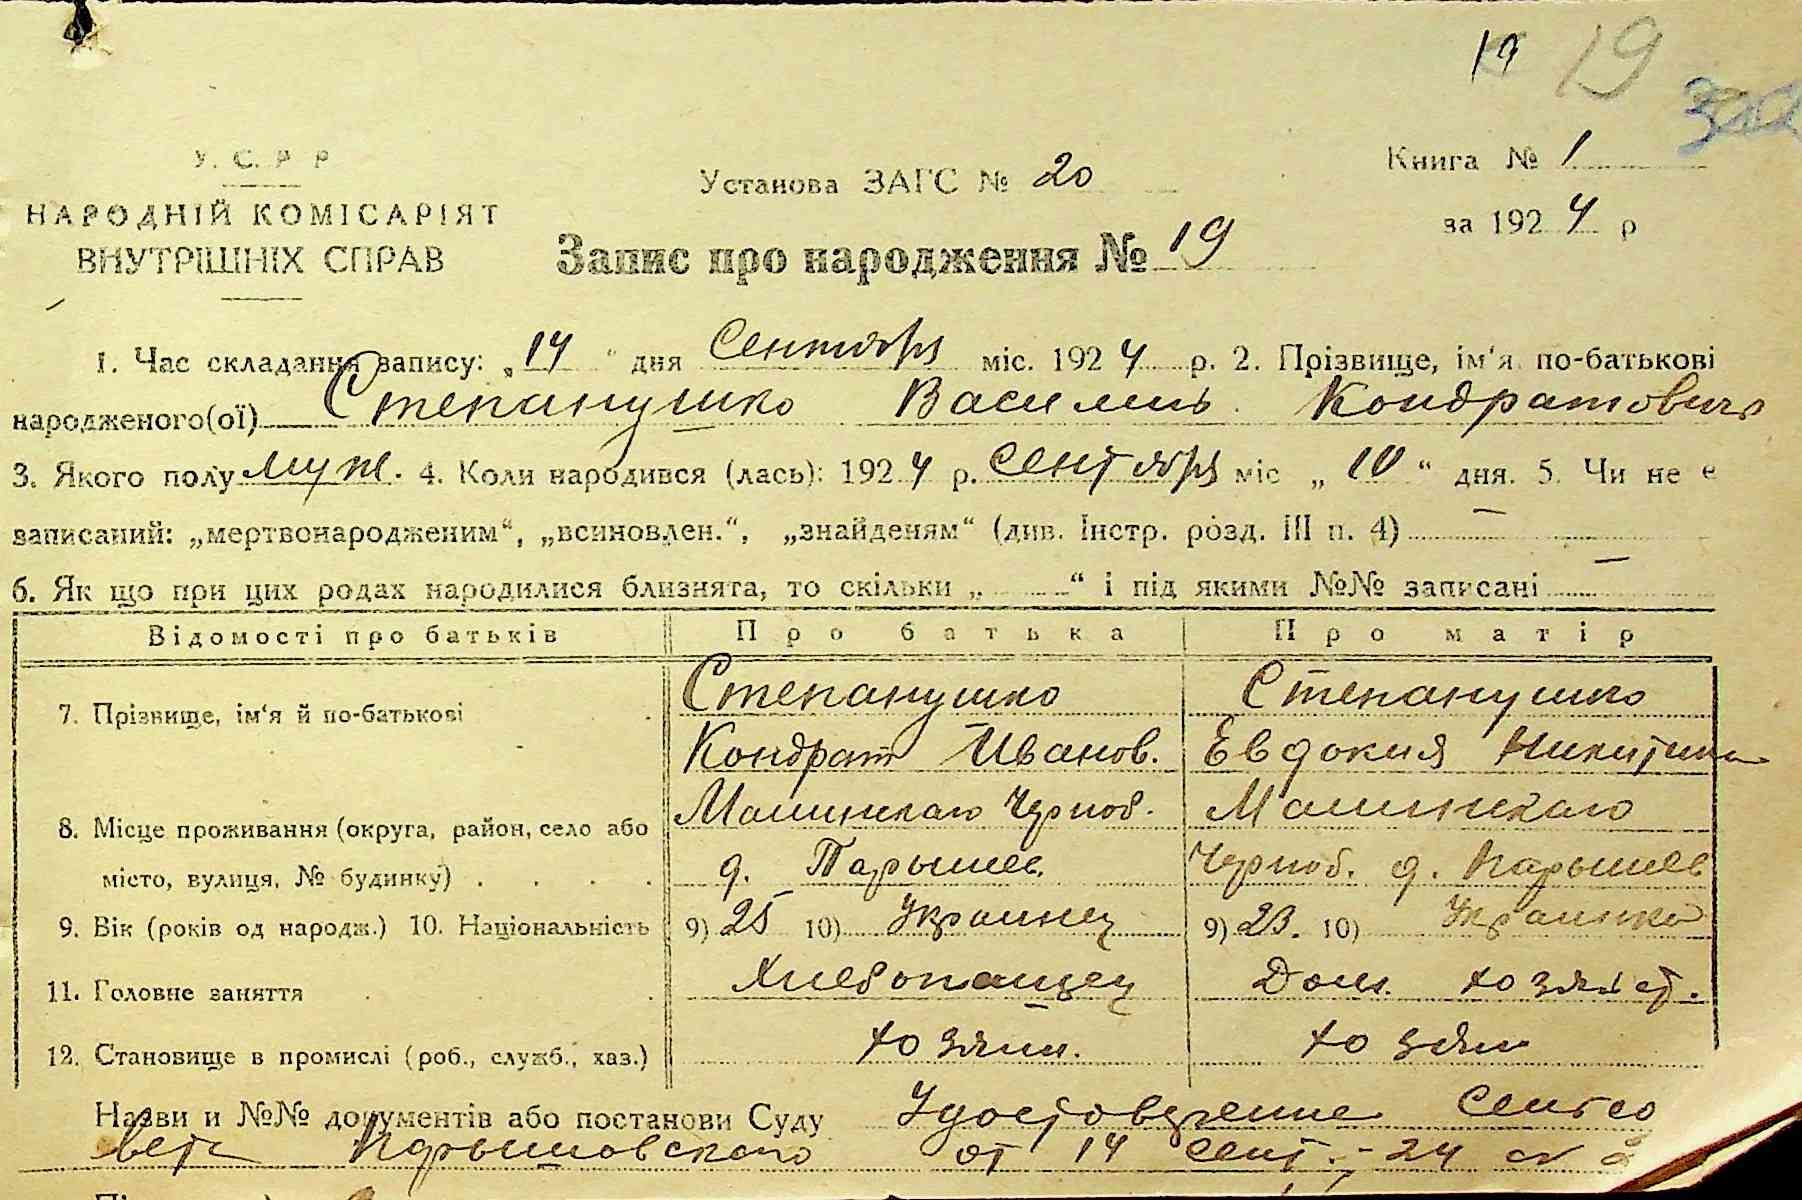 19 19
У. С. Р Р
Установа ЗАГС № 20
Книга № 1
НАРОДНІЙ КОМІСАРІЯТ
за 1924 р
ВНУТРІШНІХ СПРАВ
Запис про народження № 19
1. Час складання запису: „14“ дня Сентября міс. 1924 р. 2. Прізвище, ім‘я по-батькові
народженого(ої) Степанушко Василий Кондратович
3. Якого полу муж. 4. Коли народився (лась): 1924 р. сентября міс „10“ дня. 5. Чи не є
записаний: „мертвонародженим“, „всиновлен.“, „знайденям“ (див. Інстр. розд. III п. 4) —
6. Як що при цих родах народилися близнята, то скільки „ “ і під якими №№ записані —
Відомості про батьків Про батька Про матір
7. Прізвище, ім‘я й по-батькові Степанушко Степанушко
Кондрат Иванов. Евдокия
8. Місце проживання (округа, район, село або Малинскаго Черноб. Малинскаго
місто, вулиця, № будинку) . . . . д. Парышев Черноб. д. Парышев
9. Вік (років од народж.) 10. Національність 9) 25 10) Украинец 9) 23. 10) Украинка
11. Головне заняття Хлебопашец Дом. хозяйст.
12. Становище в промислі (роб., служб., хаз.) хозяин. хозяин
Назви и №№ документів або постанови Суду Удостоверение Сельсо
вета Парышовского от 14 сент. - 24 №